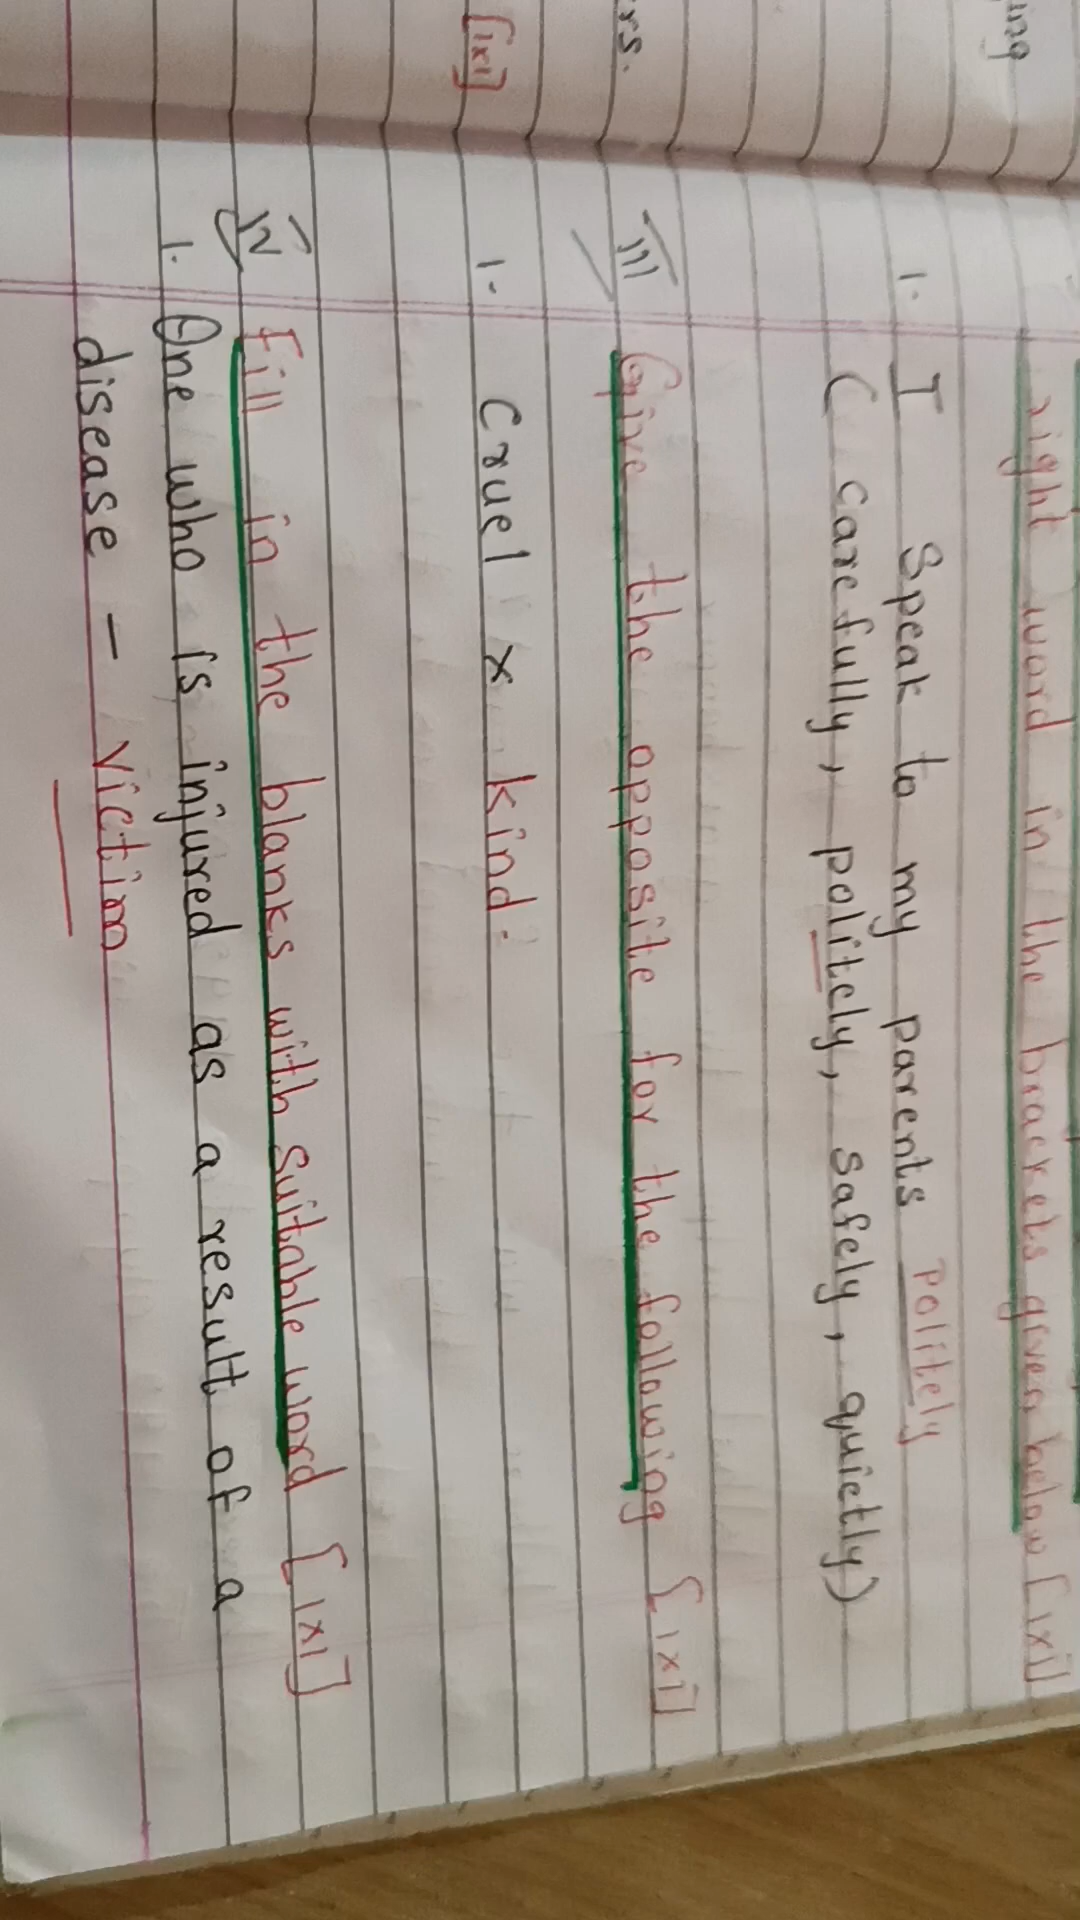 ing
rs.
[1x1]
right word in the brackets given below [1x1]
1. I speak to my parents politely
( carefully, politely, safely, quietly)
III Give the opposite for the following [1x1]
1. Cruel x kind.
IV Fill in the blanks with suitable word [1x1]
1. One who is injured as a result of a
disease - victim